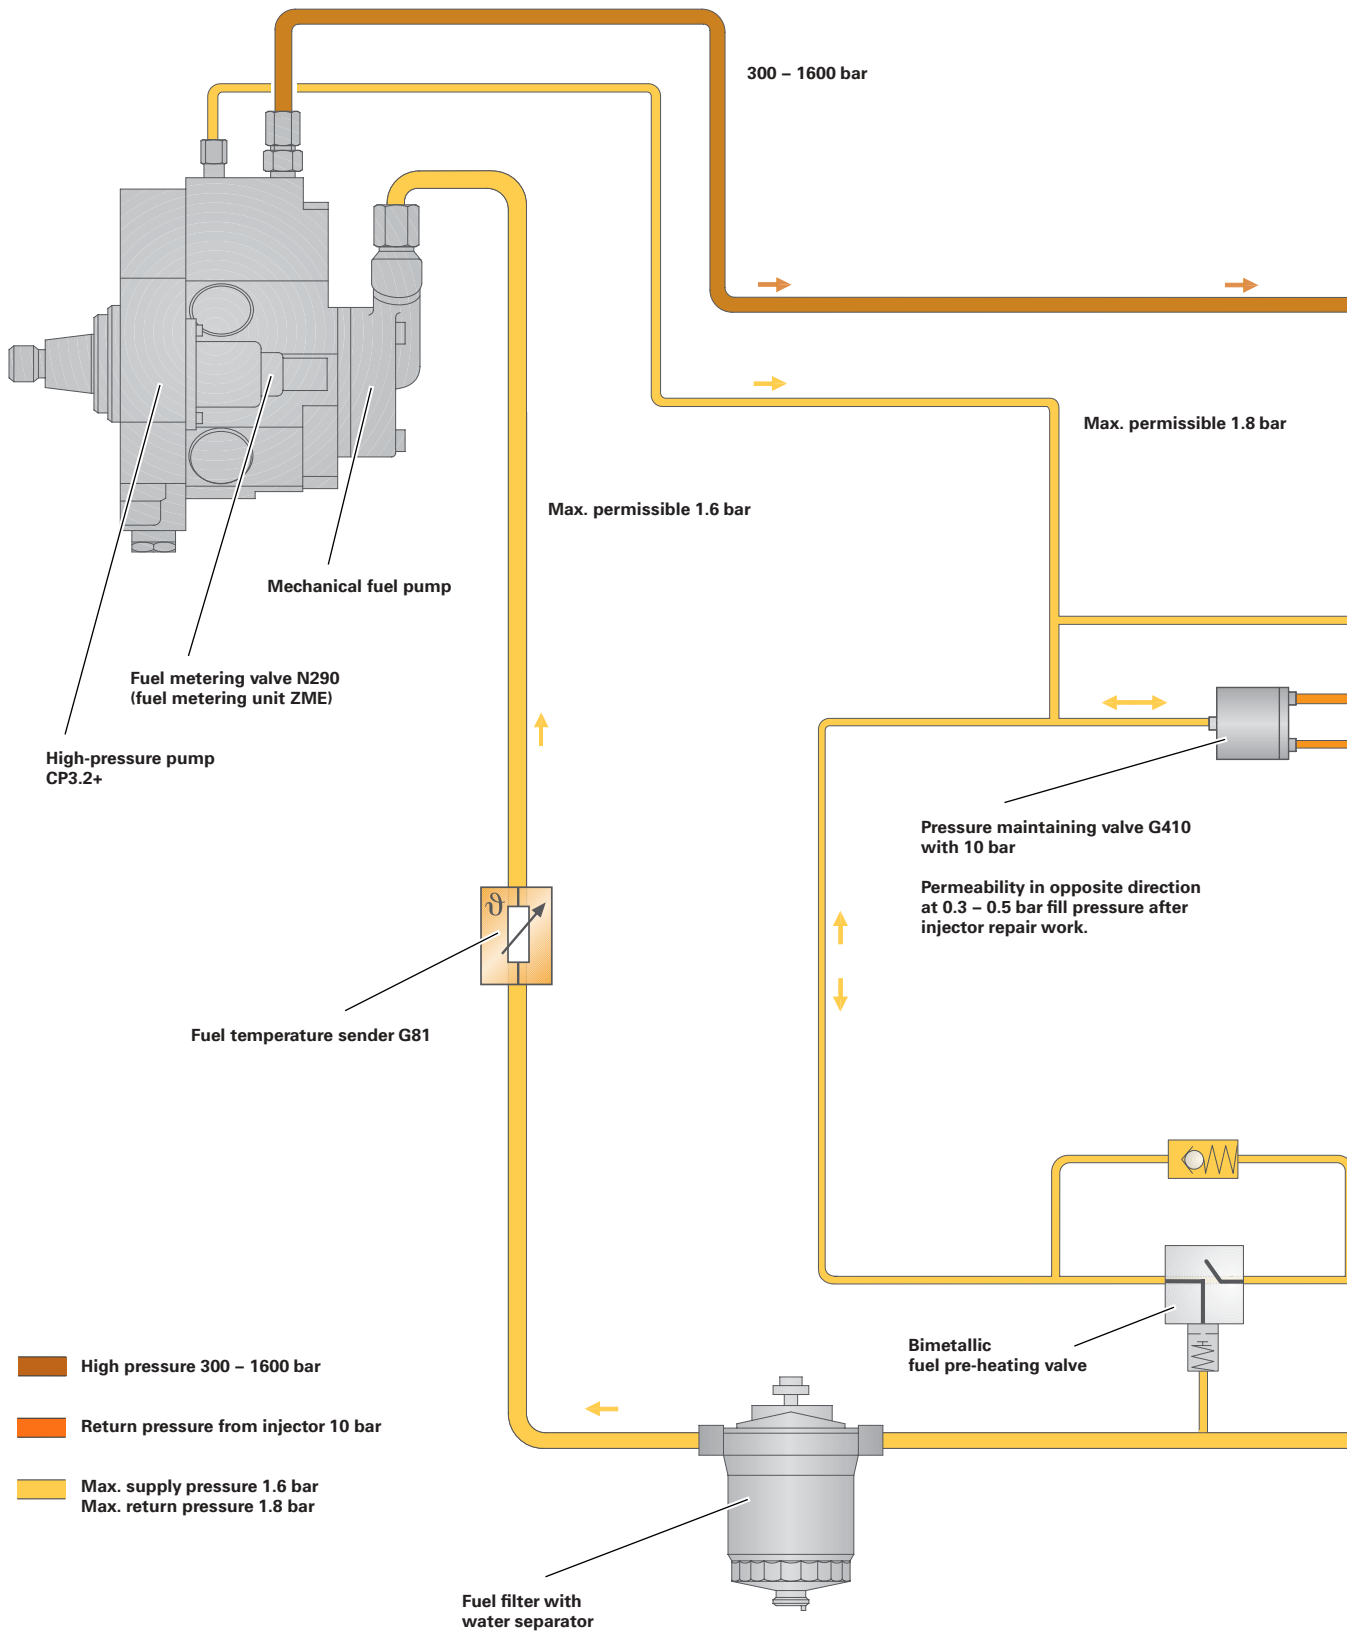 300 – 1600 bar
Max. permissible 1.8 bar
Max. permissible 1.6 bar
Mechanical fuel pump
Fuel metering valve N290
(fuel metering unit ZME)
High-pressure pump
CP3.2+
Pressure maintaining valve G410
with 10 bar
Permeability in opposite direction
at 0.3 – 0.5 bar fill pressure after
injector repair work.
ϑ
Fuel temperature sender G81
Bimetallic
fuel pre-heating valve
High pressure 300 – 1600 bar
Return pressure from injector 10 bar
Max. supply pressure 1.6 bar
Max. return pressure 1.8 bar
Fuel filter with
water separator